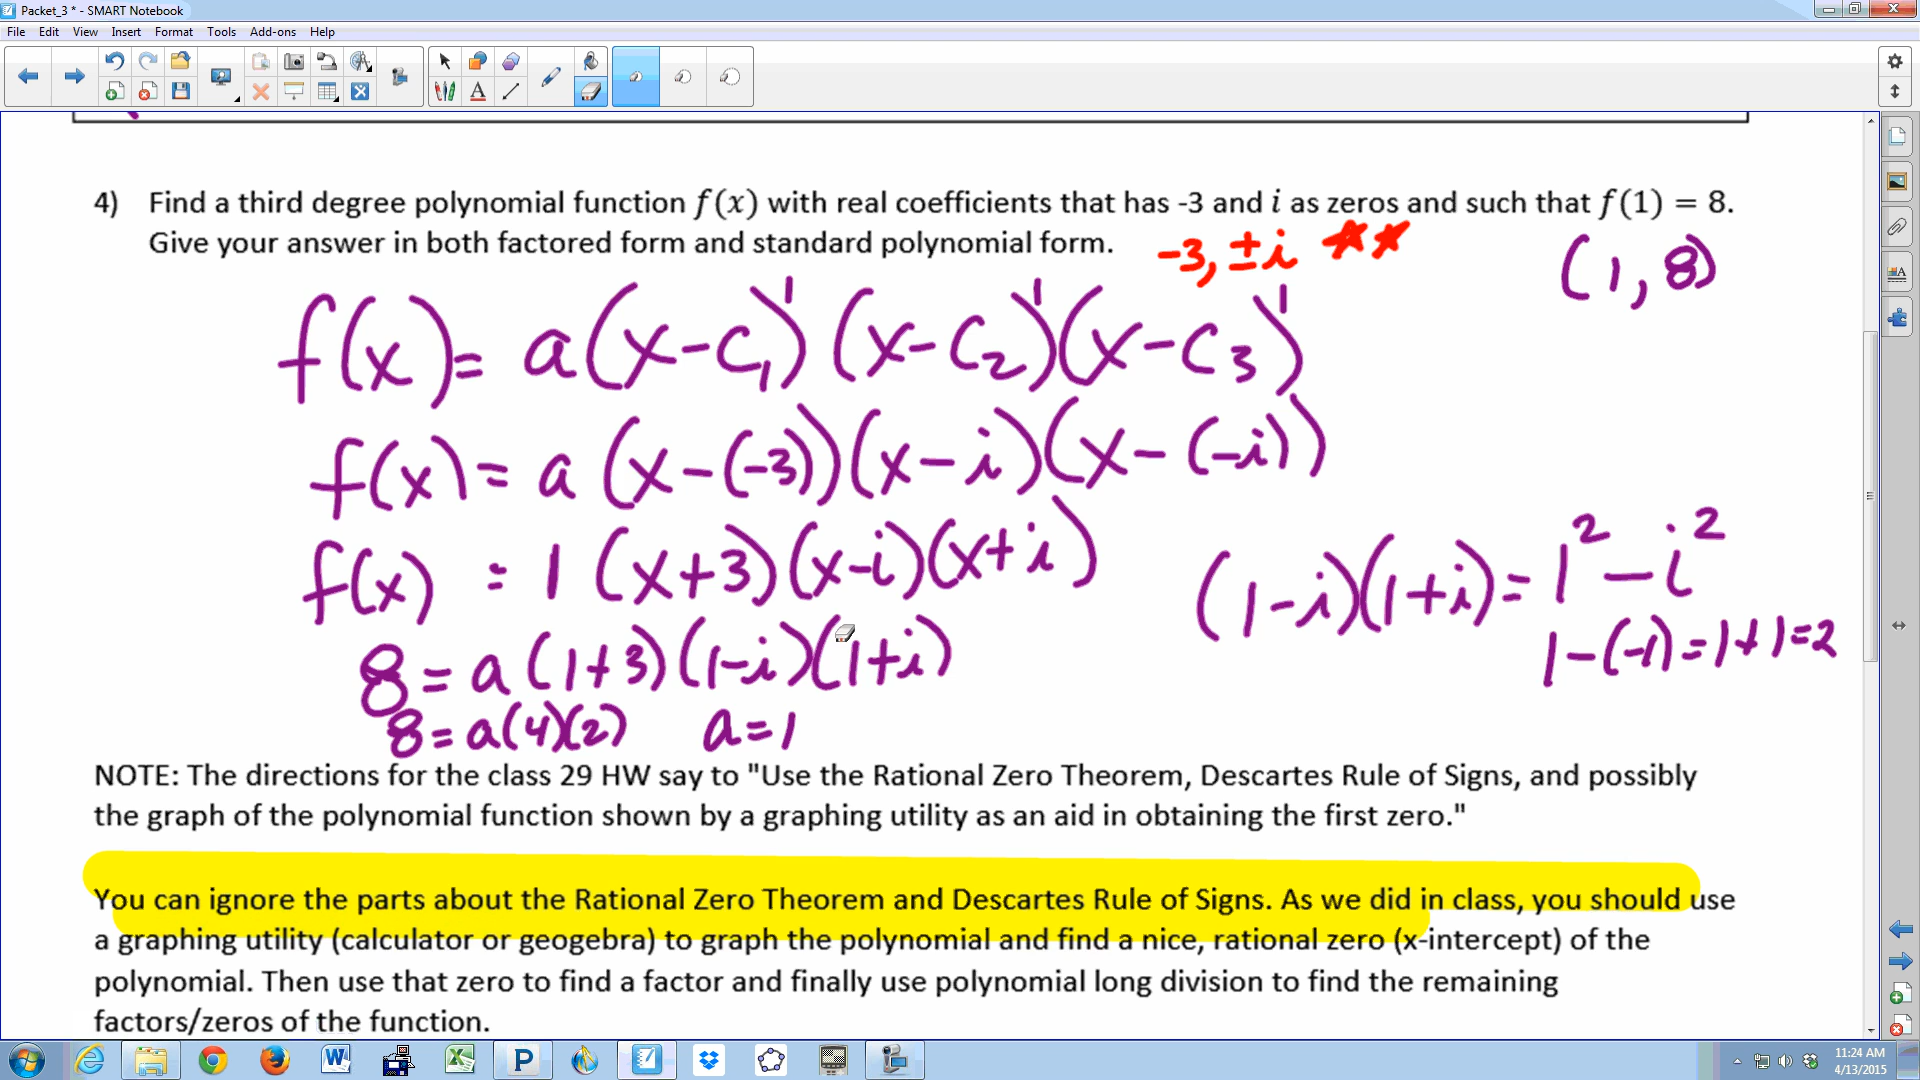 Packet_3 * - SMART Notebook
File Edit View Insert Format Tools Add-ons Help
4) Find a third degree polynomial function f(x) with real coefficients that has -3 and i as zeros and such that f(1) = 8.
Give your answer in both factored form and standard polynomial form.
-3, ±i ★★
(1, 8)
f(x) = a(x-c₁)¹(x-c₂)¹(x-c₃)¹
f(x) = a(x-(-3))(x-i)(x-(-i))
f(x) = 1(x+3)(x-i)(x+i)
(1-i)(1+i) = 1² - i²
1-(-1) = 1+1 = 2
8 = a(1+3)(1-i)(1+i)
8 = a(4)(2) a = 1
NOTE: The directions for the class 29 HW say to "Use the Rational Zero Theorem, Descartes Rule of Signs, and possibly
the graph of the polynomial function shown by a graphing utility as an aid in obtaining the first zero."
You can ignore the parts about the Rational Zero Theorem and Descartes Rule of Signs. As we did in class, you should use
a graphing utility (calculator or geogebra) to graph the polynomial and find a nice, rational zero (x-intercept) of the
polynomial. Then use that zero to find a factor and finally use polynomial long division to find the remaining
factors/zeros of the function.
11:24 AM
4/13/2015